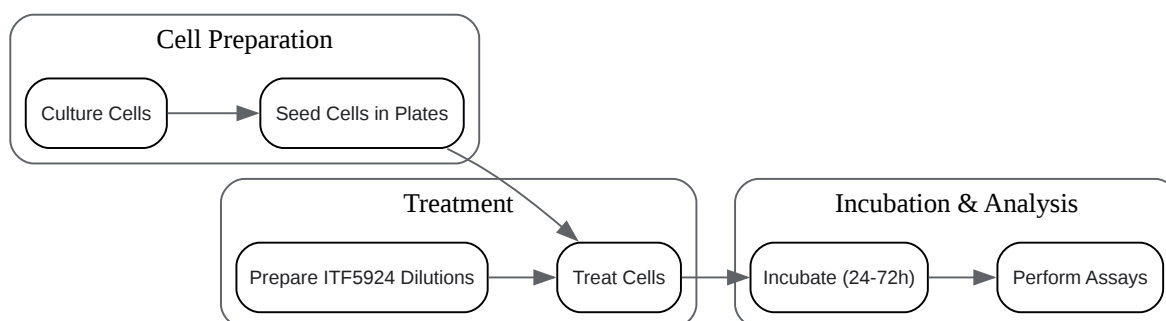 Cell Preparation
Culture Cells
Seed Cells in Plates
Treatment
Prepare ITF5924 Dilutions
Treat Cells
Incubation & Analysis
Incubate (24-72h)
Perform Assays